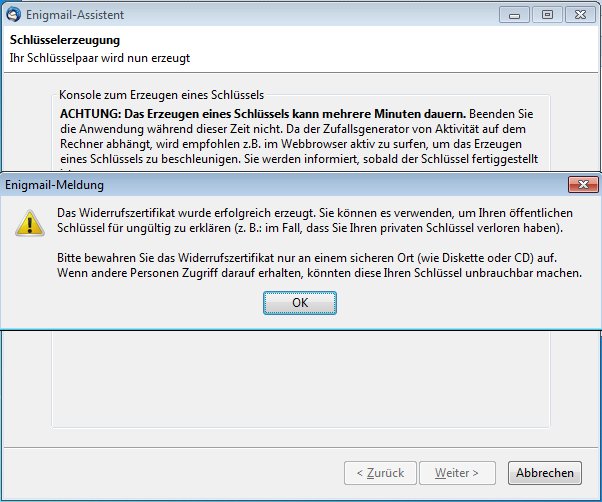 Enigmail-Assistent
Schlüsselerzeugung
Ihr Schlüsselpaar wird nun erzeugt
Konsole zum Erzeugen eines Schlüssels
ACHTUNG: Das Erzeugen eines Schlüssels kann mehrere Minuten dauern. Beenden Sie
die Anwendung während dieser Zeit nicht. Da der Zufallsgenerator von Aktivität auf dem
Rechner abhängt, wird empfohlen z.B. im Webbrowser aktiv zu surfen, um das Erzeugen
eines Schlüssels zu beschleunigen. Sie werden informiert, sobald der Schlüssel fertiggestellt
Enigmail-Meldung
Das Widerrufszertifikat wurde erfolgreich erzeugt. Sie können es verwenden, um Ihren öffentlichen
Schlüssel für ungültig zu erklären (z. B.: im Fall, dass Sie Ihren privaten Schlüssel verloren haben).
Bitte bewahren Sie das Widerrufszertifikat nur an einem sicheren Ort (wie Diskette oder CD) auf.
Wenn andere Personen Zugriff darauf erhalten, könnten diese Ihren Schlüssel unbrauchbar machen.
OK
< Zurück
Weiter >
Abbrechen